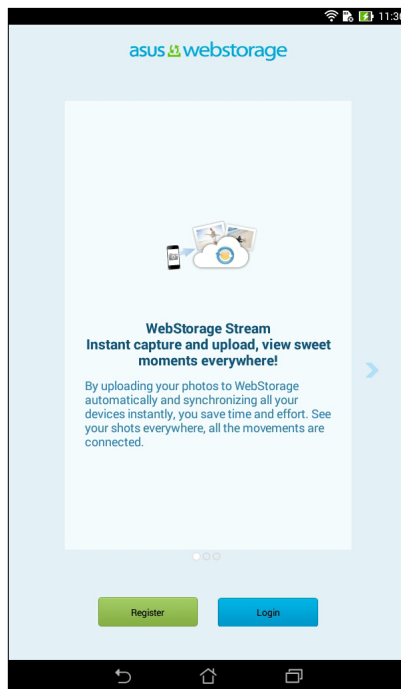 11:30
asus webstorage
WebStorage Stream
Instant capture and upload, view sweet
moments everywhere!
By uploading your photos to WebStorage
automatically and synchronizing all your
devices instantly, you save time and effort. See
your shots everywhere, all the movements are
connected.
Register
Login